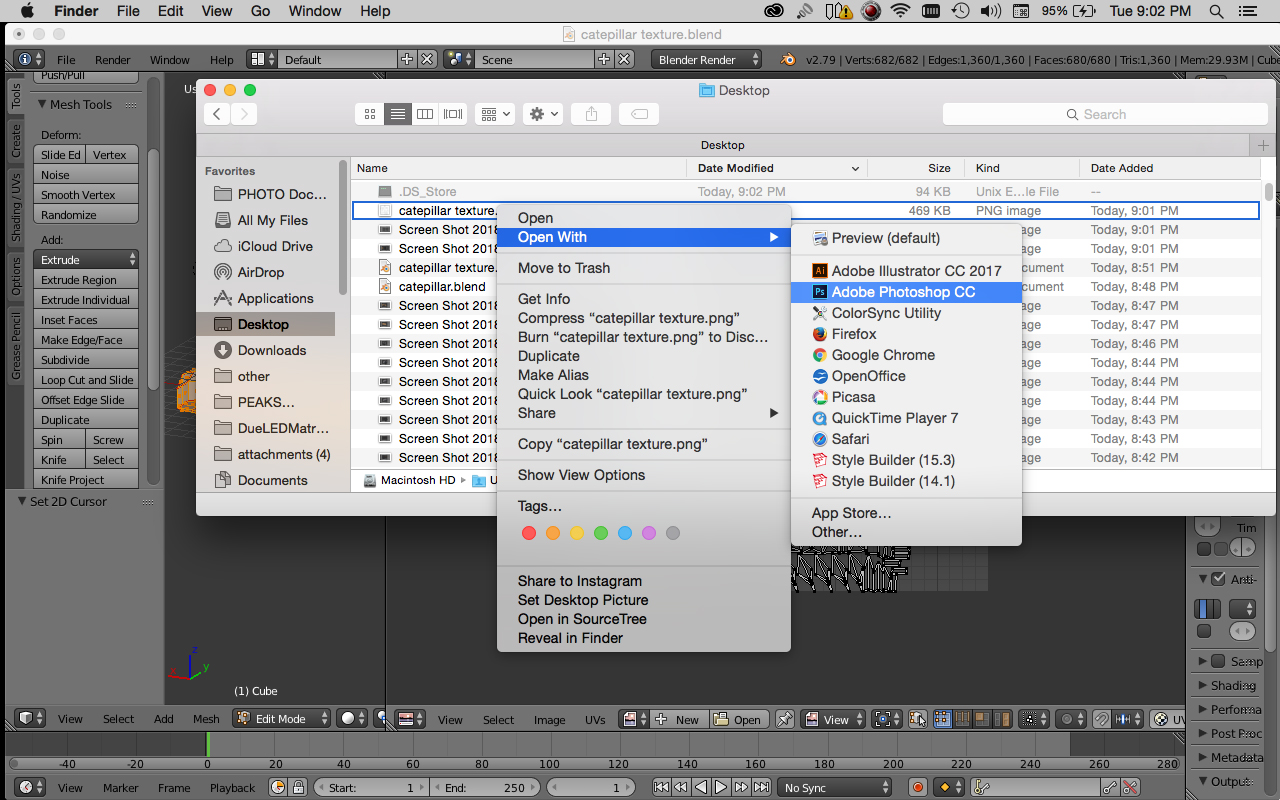 Finder File Edit View Go Window Help 95% Tue 9:02 PM
catepillar texture.blend
File Render Window Help Default Scene Blender Render v2.79 | Verts:682/682 | Edges:1,360/1,360 | Faces:680/680 | Tris:1,360 | Mem:29.93M | Cube
Push/Pull
Mesh Tools
Deform:
Slide Ed Vertex
Noise
Smooth Vertex
Randomize
Add:
Extrude
Extrude Region
Extrude Individual
Inset Faces
Make Edge/Face
Subdivide
Loop Cut and Slide
Offset Edge Slide
Duplicate
Spin Screw
Knife Select
Knife Project
Set 2D Cursor
Tools
Create
Shading / UVs
Options
Grease Pencil
Us
Desktop
Search
Desktop
Favorites
PHOTO Doc...
All My Files
iCloud Drive
AirDrop
Applications
Desktop
Downloads
other
PEAKS...
DueLEDMatr...
attachments (4)
Documents
Name Date Modified Size Kind Date Added
.DS_Store Today, 9:02 PM 94 KB Unix E...le File --
catepillar texture. 469 KB PNG image Today, 9:01 PM
Screen Shot 2018 age Today, 9:01 PM
Screen Shot 2018 age Today, 9:01 PM
catepillar texture. cument Today, 8:51 PM
catepillar.blend cument Today, 8:48 PM
Screen Shot 2018 age Today, 8:47 PM
Screen Shot 2018 age Today, 8:47 PM
Screen Shot 2018 age Today, 8:46 PM
Screen Shot 2018 age Today, 8:44 PM
Screen Shot 2018 age Today, 8:44 PM
Screen Shot 2018 age Today, 8:44 PM
Screen Shot 2018 age Today, 8:43 PM
Screen Shot 2018 age Today, 8:43 PM
Screen Shot 2018 age Today, 8:42 PM
Macintosh HD U
Open
Open With
Move to Trash
Get Info
Compress “catepillar texture.png”
Burn “catepillar texture.png” to Disc...
Duplicate
Make Alias
Quick Look “catepillar texture.png”
Share
Copy “catepillar texture.png”
Show View Options
Tags...
Share to Instagram
Set Desktop Picture
Open in SourceTree
Reveal in Finder
Preview (default)
Adobe Illustrator CC 2017
Adobe Photoshop CC
ColorSync Utility
Firefox
Google Chrome
OpenOffice
Picasa
QuickTime Player 7
Safari
Style Builder (15.3)
Style Builder (14.1)
App Store...
Other...
Tim
Anti-
Samp
Shading
Performa
Post Proc
Metadata
Output
z
y
x
(1) Cube
View Select Add Mesh Edit Mode
View Select Image UVs New Open View UV
-40 -20 0 20 40 60 80 100 120 140 160 180 200 220 240 260 280
View Marker Frame Playback Start: 1 End: 250 1 No Sync